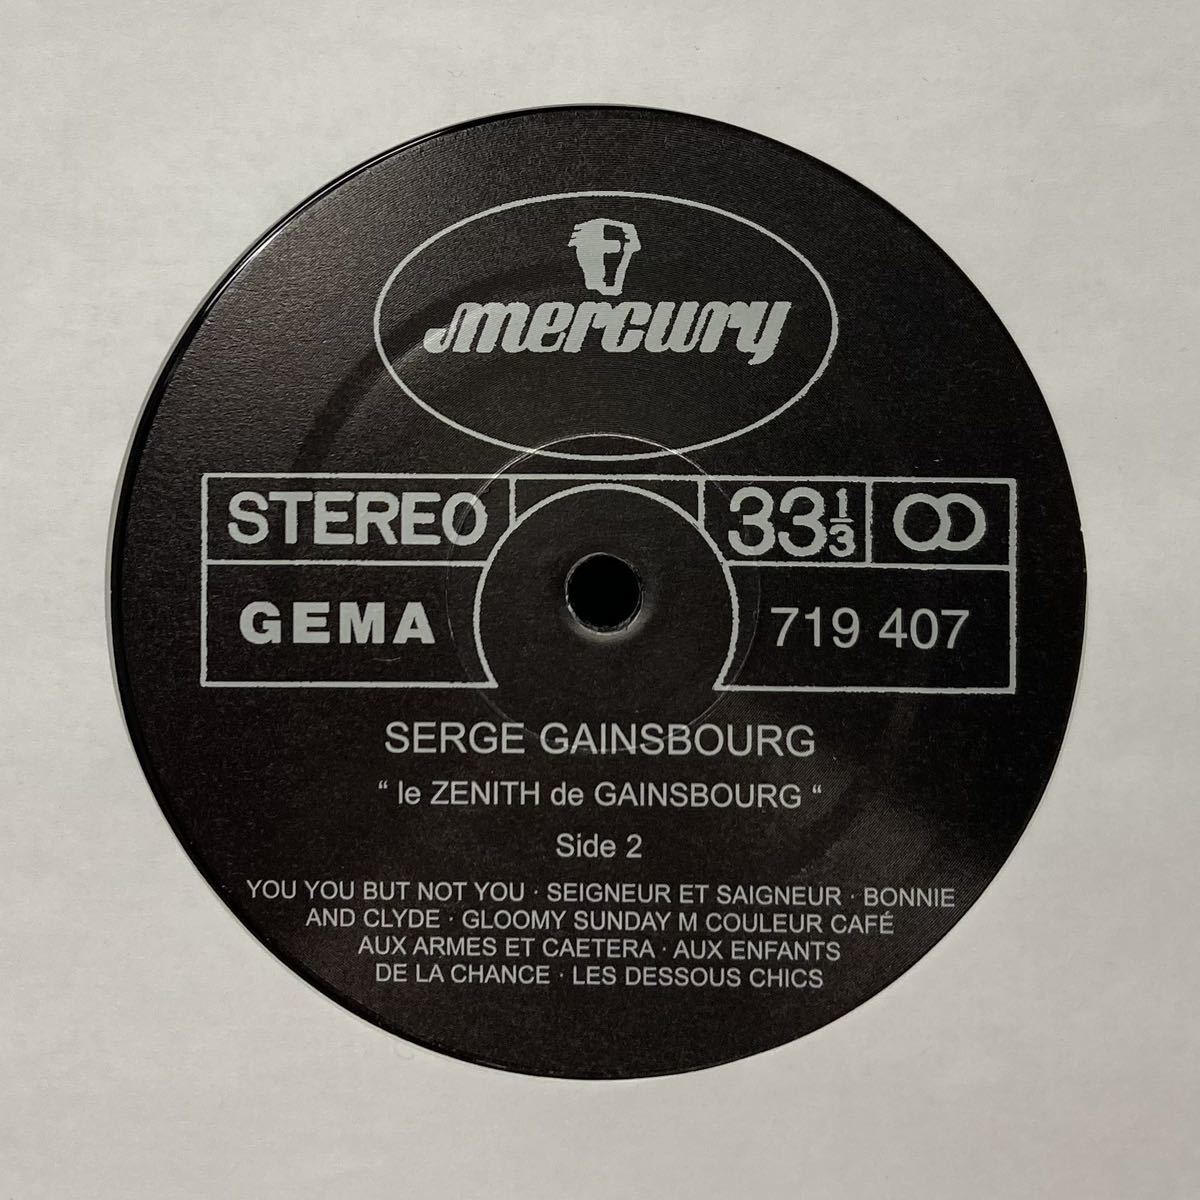 mercury
STEREO 33 1/3
GEMA 719 407
SERGE GAINSBOURG
“ le ZENITH de GAINSBOURG “
Side 2
YOU YOU BUT NOT YOU · SEIGNEUR ET SAIGNEUR · BONNIE
AND CLYDE · GLOOMY SUNDAY M COULEUR CAFÉ
AUX ARMES ET CAETERA · AUX ENFANTS
DE LA CHANCE · LES DESSOUS CHICS